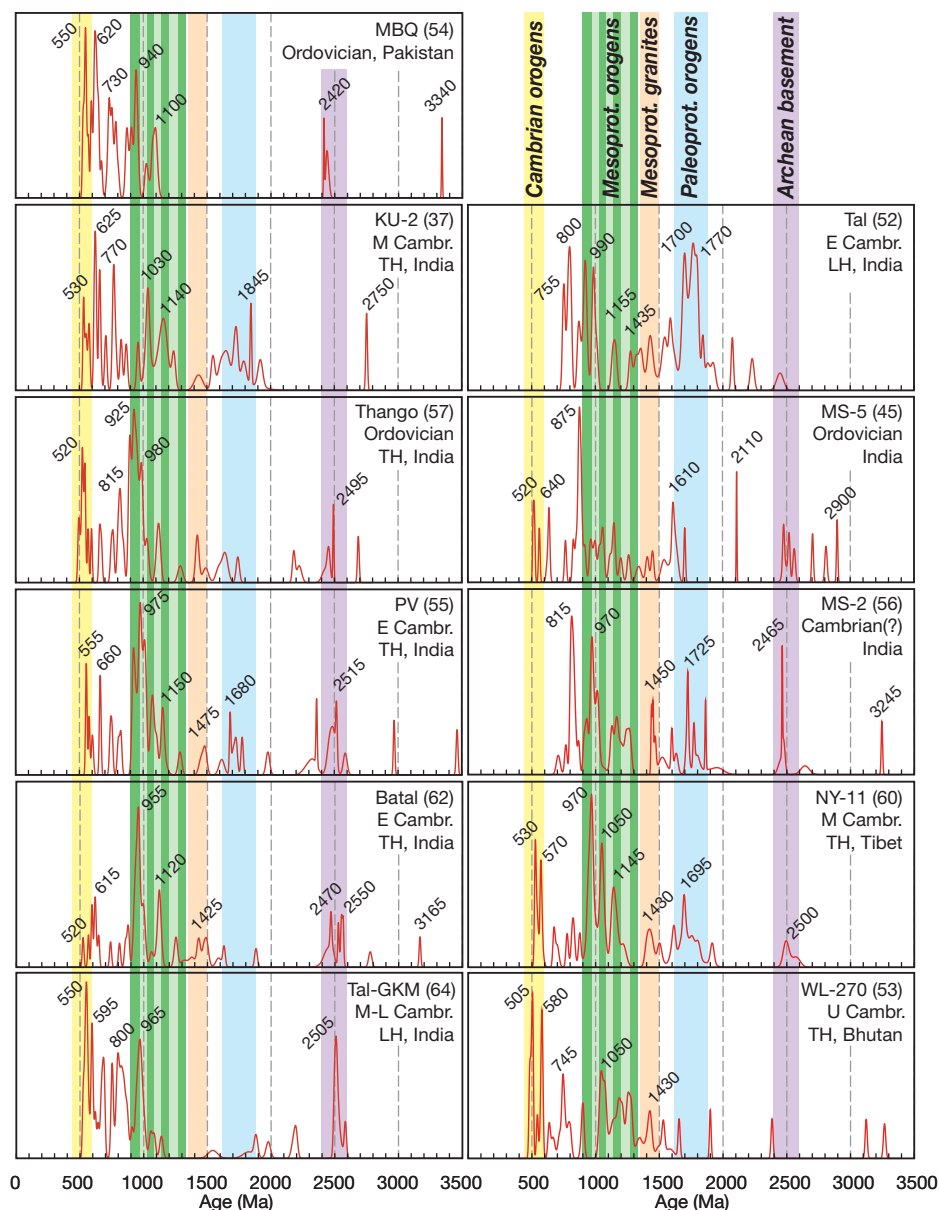 MBQ (54)
Ordovician, Pakistan
550
620
730
940
1100
2420
3340
Cambrian orogens
Mesoprot. orogens
Mesoprot. granites
Paleoprot. orogens
Archean basement
KU-2 (37)
M Cambr.
TH, India
530
625
770
1030
1140
1845
2750
Tal (52)
E Cambr.
LH, India
755
800
990
1155
1435
1700
1770
Thango (57)
Ordovician
TH, India
520
815
925
980
2495
MS-5 (45)
Ordovician
India
520
640
875
1610
2110
2900
PV (55)
E Cambr.
TH, India
555
660
975
1150
1475
1680
2515
MS-2 (56)
Cambrian(?)
India
815
970
1450
1725
2465
3245
Batal (62)
E Cambr.
TH, India
520
615
955
1120
1425
2470
2550
3165
NY-11 (60)
M Cambr.
TH, Tibet
530
570
970
1050
1145
1430
1695
2500
Tal-GKM (64)
M-L Cambr.
LH, India
550
595
800
965
2505
WL-270 (53)
U Cambr.
TH, Bhutan
505
580
745
1050
1430
0 500 1000 1500 2000 2500 3000
Age (Ma)
500 1000 1500 2000 2500 3000 3500
Age (Ma)